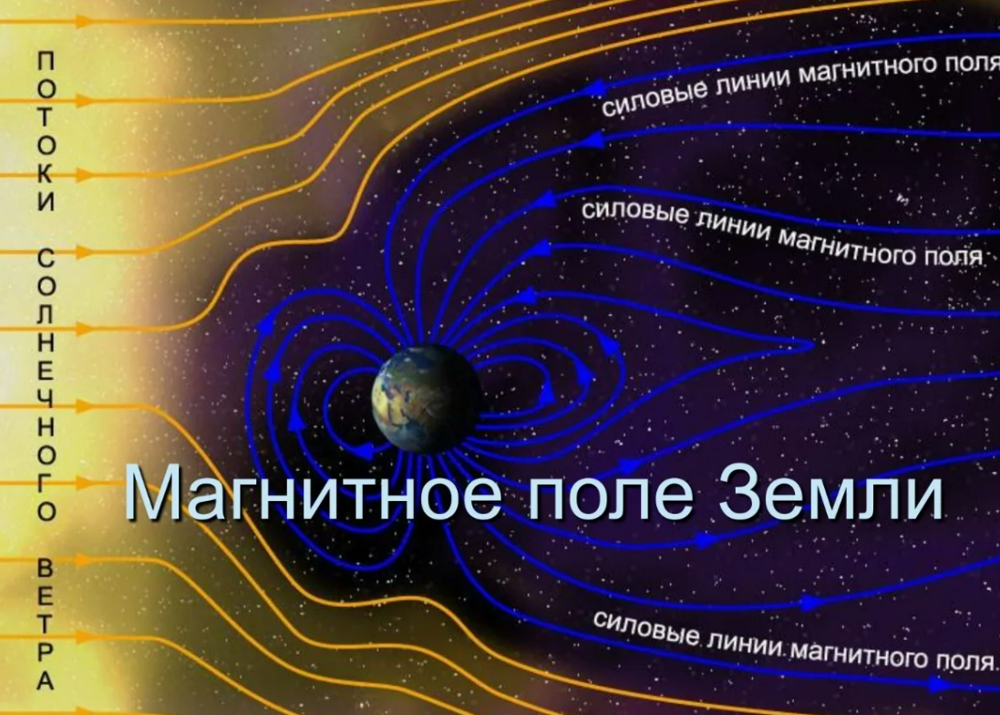 ПОТОКИ СОЛНЕЧНОГО ВЕТРА
силовые линии магнитного поля
силовые линии магнитного поля
Магнитное поле Земли
силовые линии магнитного поля